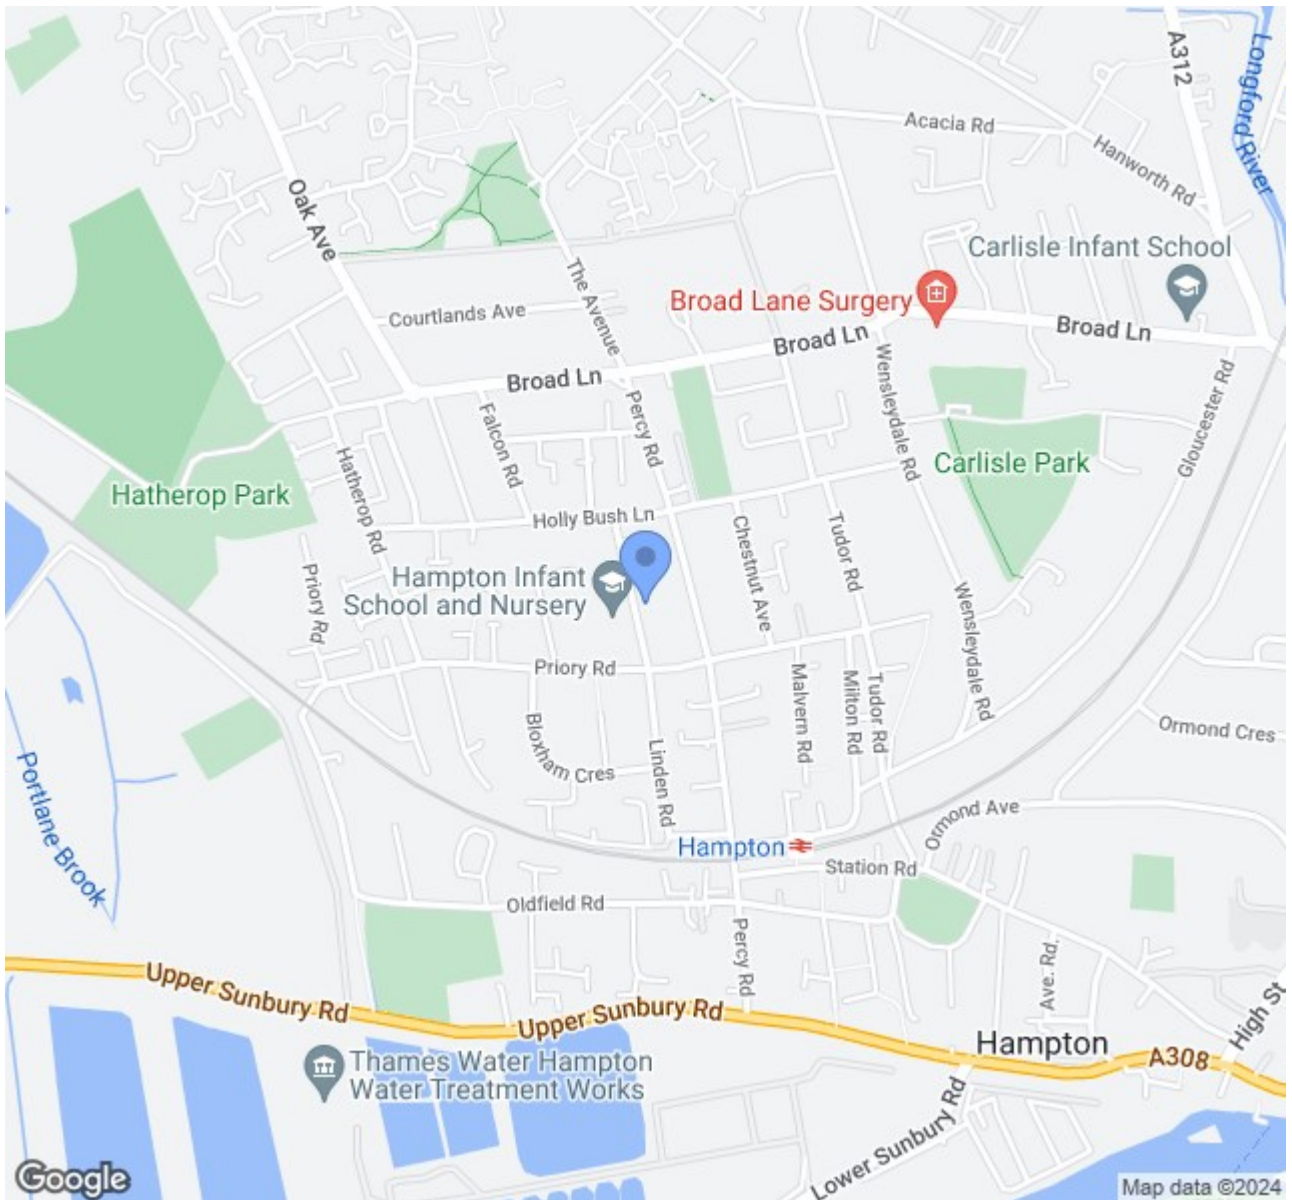 A312
Longford River
Acacia Rd
Hanworth Rd
Oak Ave
Carlisle Infant School
The Avenue
Broad Lane Surgery
Courtlands Ave
Broad Ln
Broad Ln
Broad Ln
Wensleydale Rd
Gloucester Rd
Falcon Rd
Percy Rd
Hatherop Rd
Carlisle Park
Hatherop Park
Holly Bush Ln
Chestnut Ave
Tudor Rd
Hampton Infant
School and Nursery
Priory Rd
Wensleydale Rd
Priory Rd
Malvern Rd
Milton Rd
Tudor Rd
Ormond Cres
Bloxham Cres
Linden Rd
Portlane Brook
Ormond Ave
Hampton
Station Rd
Oldfield Rd
Percy Rd
Ave. Rd.
Upper Sunbury Rd
Upper Sunbury Rd
High St
Hampton
A308
Thames Water Hampton
Water Treatment Works
Lower Sunbury Rd
Google
Map data ©2024